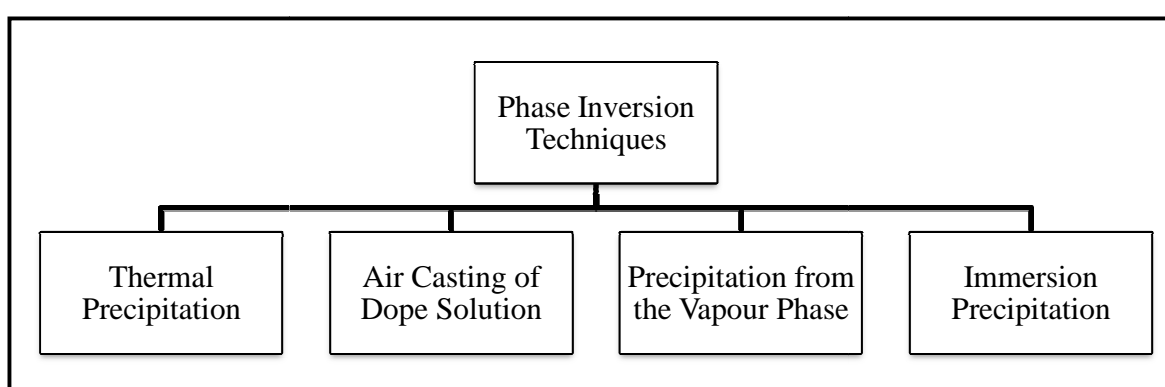 Phase Inversion
Techniques
Thermal
Precipitation
Air Casting of
Dope Solution
Precipitation from
the Vapour Phase
Immersion
Precipitation